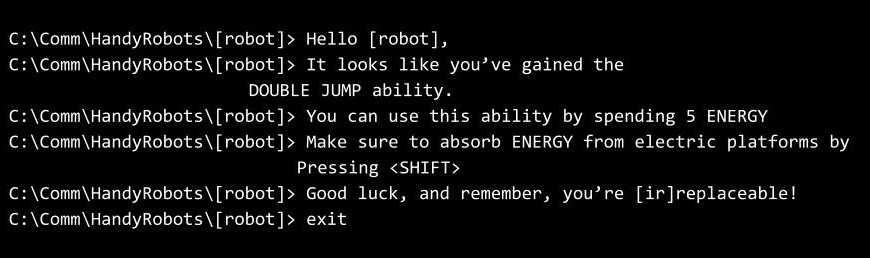 C:\Comm\HandyRobots\[robot]> Hello [robot],
C:\Comm\HandyRobots\[robot]> It looks like you’ve gained the
DOUBLE JUMP ability.
C:\Comm\HandyRobots\[robot]> You can use this ability by spending 5 ENERGY
C:\Comm\HandyRobots\[robot]> Make sure to absorb ENERGY from electric platforms by
Pressing <SHIFT>
C:\Comm\HandyRobots\[robot]> Good luck, and remember, you’re [ir]replaceable!
C:\Comm\HandyRobots\[robot]> exit